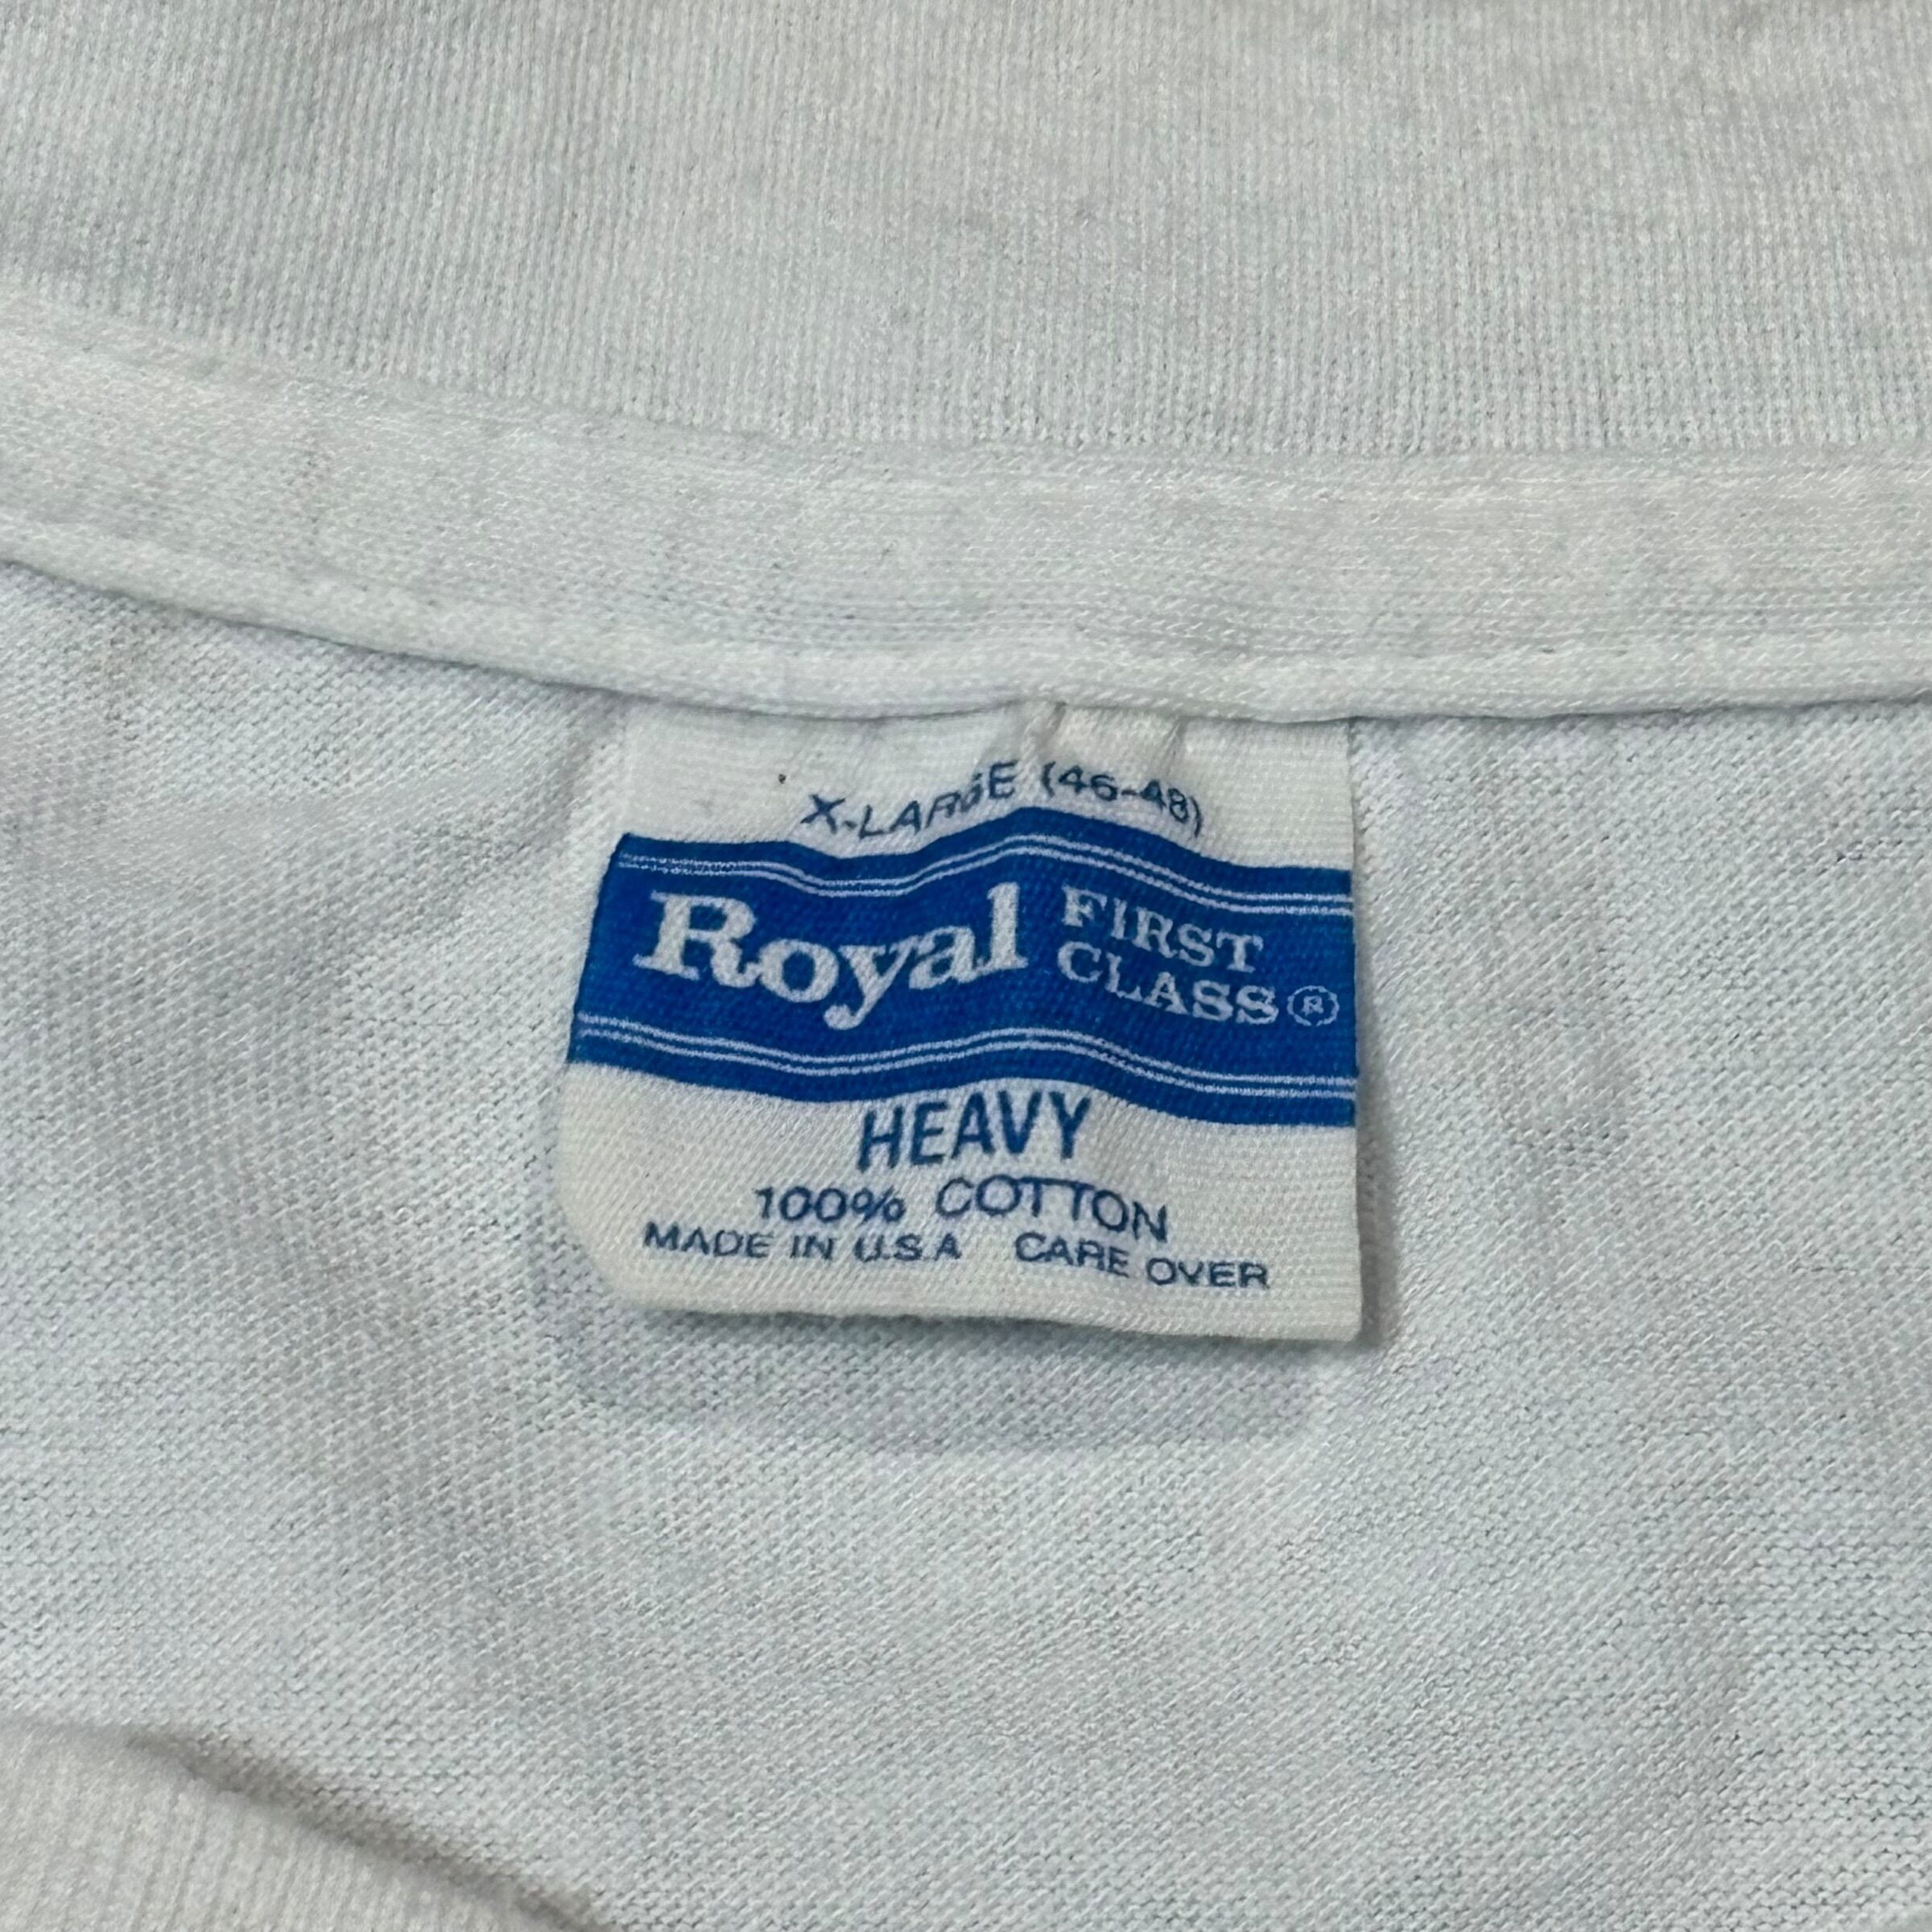 X-LARGE (46-48)
Royal FIRST
CLASS ®
HEAVY
100% COTTON
MADE IN U.S.A CARE OVER